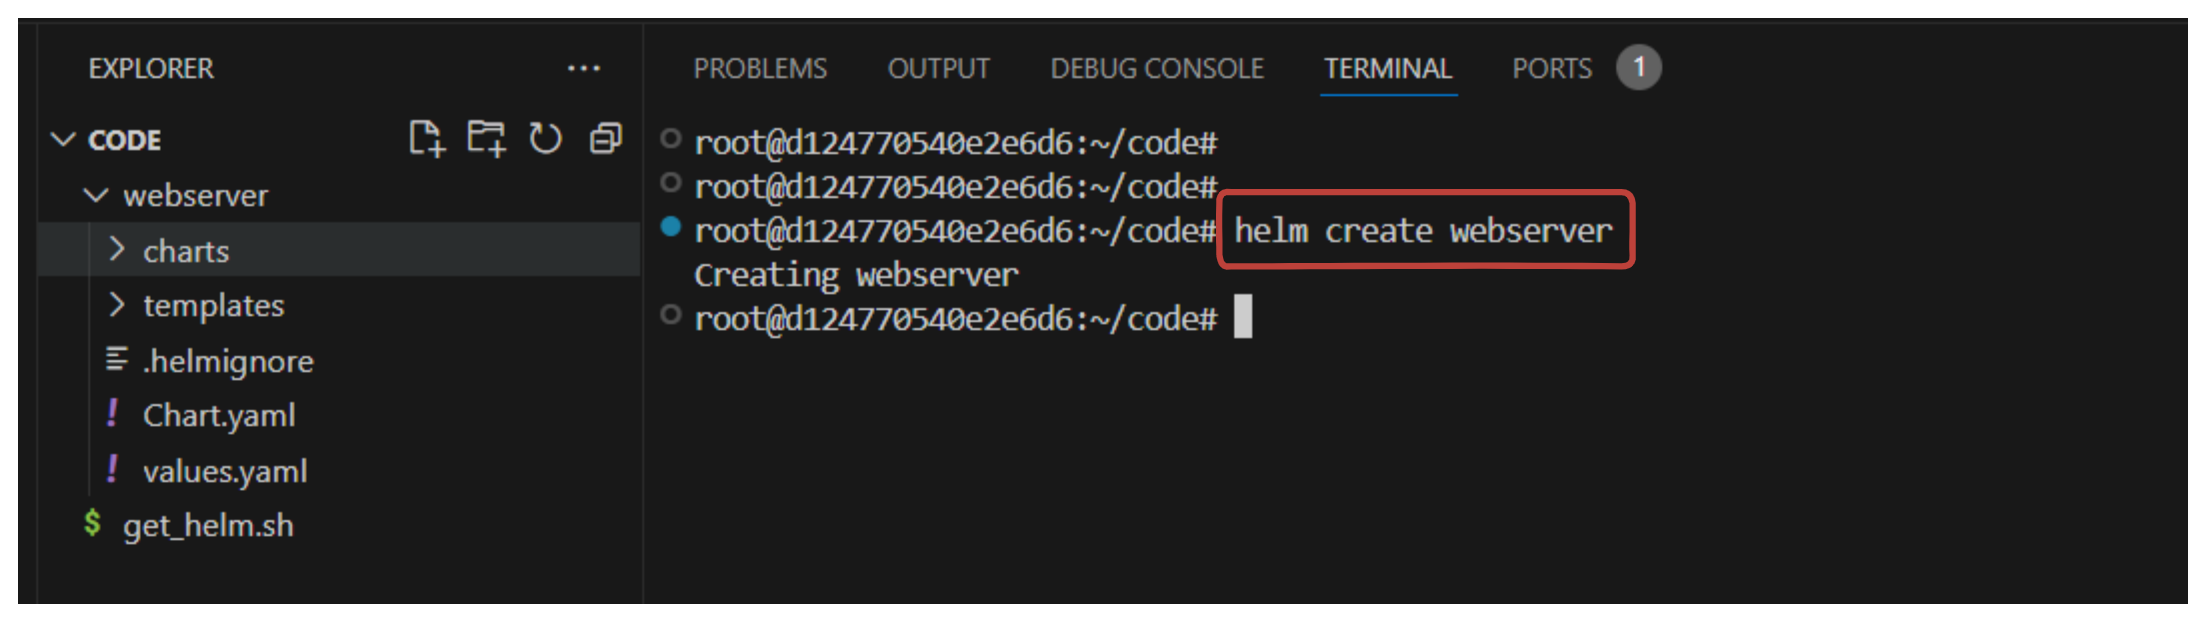 EXPLORER
CODE
webserver
charts
templates
.helmignore
Chart.yaml
values.yaml
get_helm.sh
PROBLEMS OUTPUT DEBUG CONSOLE TERMINAL PORTS 1
root@d124770540e2e6d6:~/code#
root@d124770540e2e6d6:~/code#
root@d124770540e2e6d6:~/code# helm create webserver
Creating webserver
root@d124770540e2e6d6:~/code#